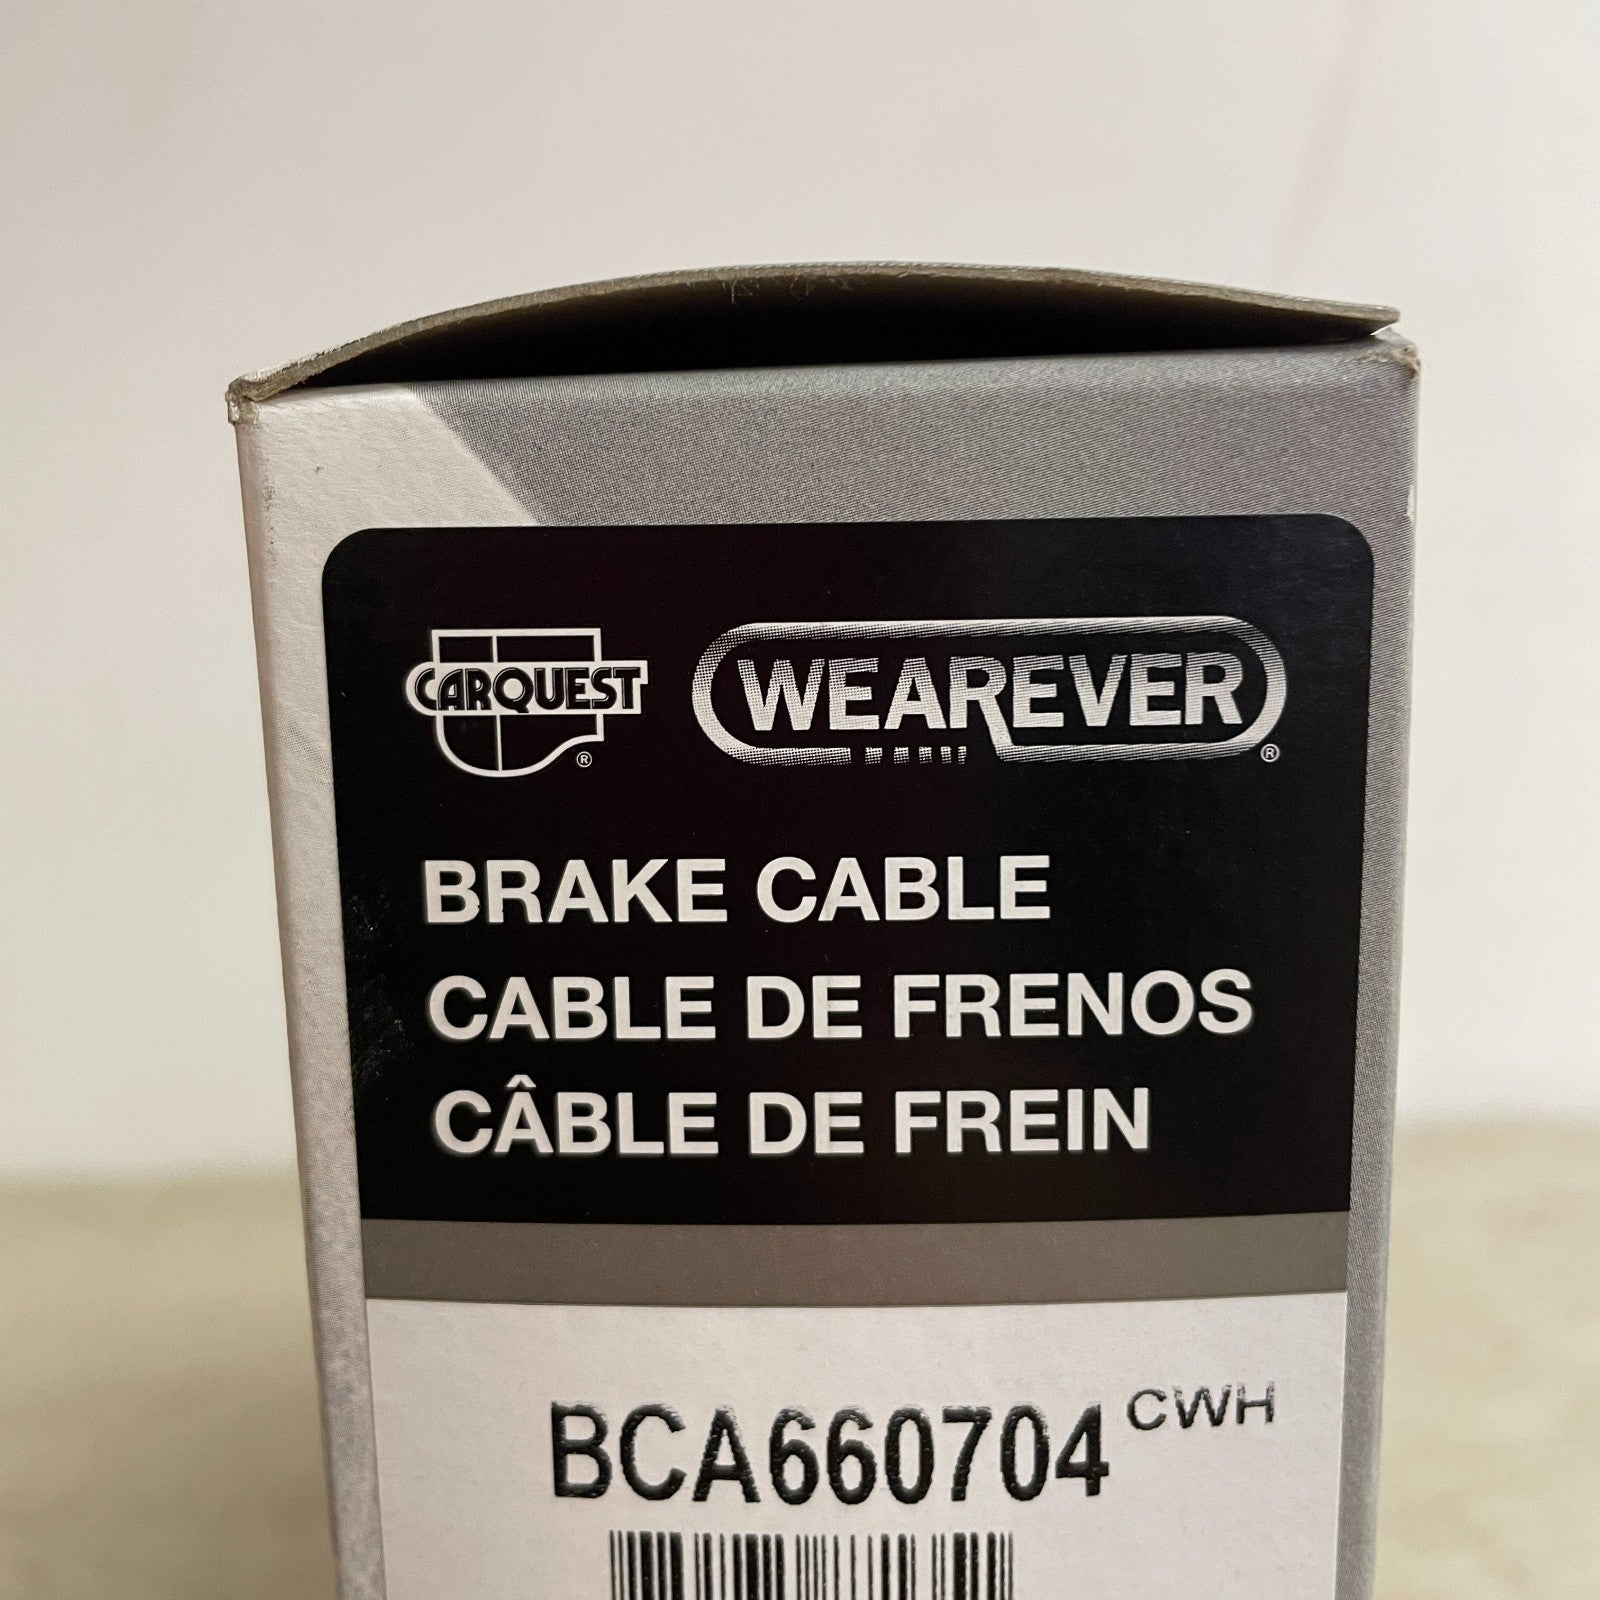 CARQUEST® WEAREVER®
BRAKE CABLE
CABLE DE FRENOS
CÂBLE DE FREIN
BCA660704 CWH